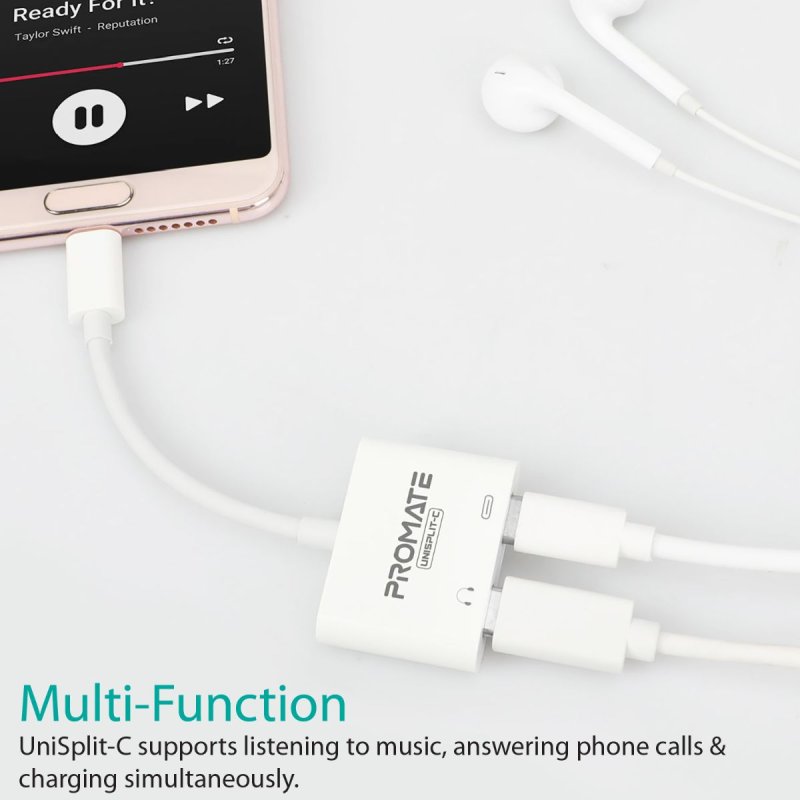 Ready For It?
Taylor Swift - Reputation
1:27
PROMATE
UNISPLIT-C
Multi-Function
UniSplit-C supports listening to music, answering phone calls &
charging simultaneously.